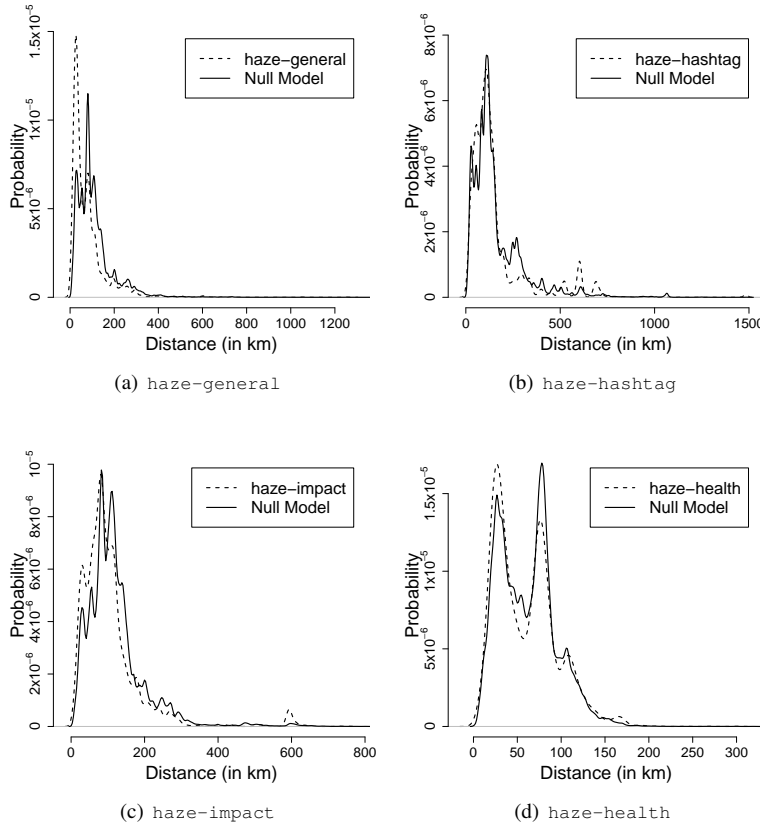 haze-general
Null Model
Probability
0
5x10⁻⁶
1x10⁻⁵
1.5x10⁻⁵
0 200 400 600 800 1000 1200
Distance (in km)
(a) haze-general
haze-hashtag
Null Model
Probability
0
2x10⁻⁶
4x10⁻⁶
6x10⁻⁶
8x10⁻⁶
0 500 1000 1500
Distance (in km)
(b) haze-hashtag
haze-impact
Null Model
Probability
0
2x10⁻⁶
4x10⁻⁶
6x10⁻⁶
8x10⁻⁶
10⁻⁵
0 200 400 600 800
Distance (in km)
(c) haze-impact
haze-health
Null Model
Probability
0
5x10⁻⁶
1x10⁻⁵
1.5x10⁻⁵
0 50 100 150 200 250 300
Distance (in km)
(d) haze-health